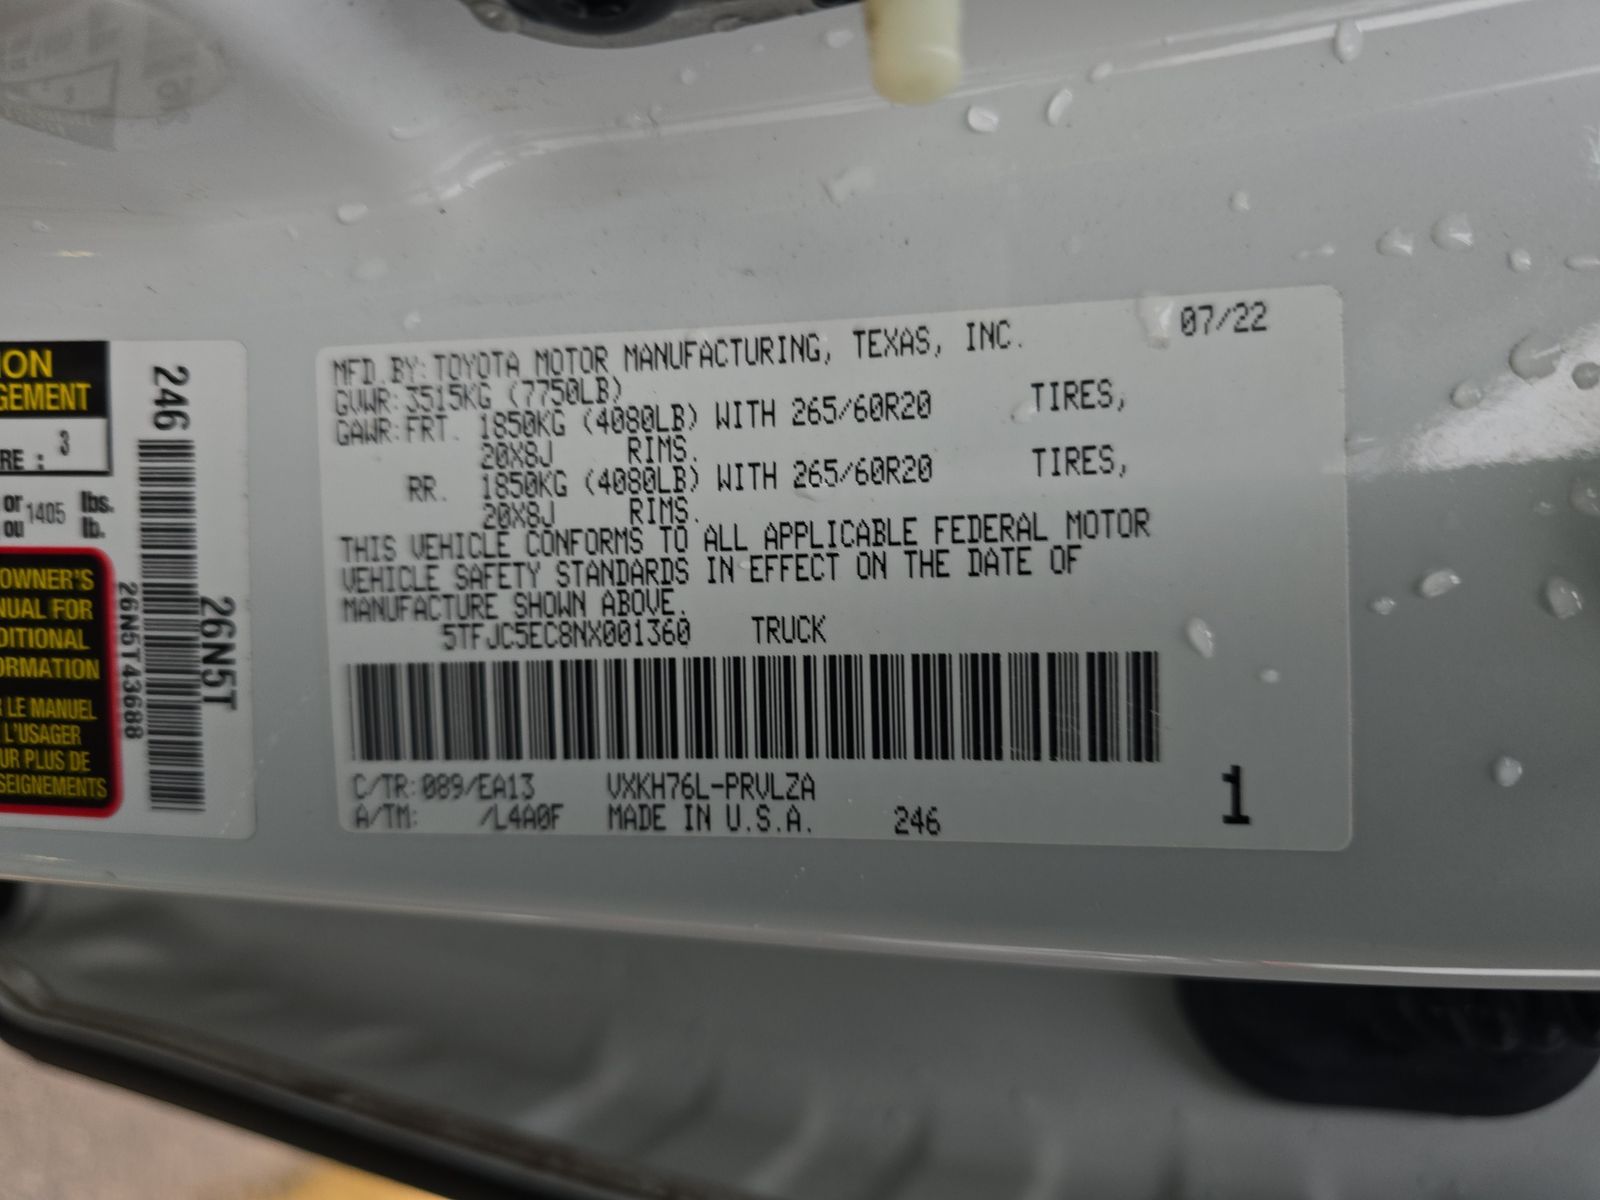 ION
GEMENT
RE : 3
or 1405 lbs.
ou lb.
OWNER'S
NUAL FOR
DITIONAL
ORMATION
LE MANUEL
L'USAGER
UR PLUS DE
SEIGNEMENTS
246
26N5T
26N5T43688
07/22
MFD.BY:TOYOTA MOTOR MANUFACTURING, TEXAS, INC.
GVWR:3515KG (7750LB)
GAWR:FRT. 1850KG (4080LB) WITH 265/60R20 TIRES,
20X8J RIMS.
RR. 1850KG (4080LB) WITH 265/60R20 TIRES,
20X8J RIMS.
THIS VEHICLE CONFORMS TO ALL APPLICABLE FEDERAL MOTOR
VEHICLE SAFETY STANDARDS IN EFFECT ON THE DATE OF
MANUFACTURE SHOWN ABOVE.
5TFJC5EC8NX001360 TRUCK
C/TR:089/EA13 VXKH76L-PRVLZA
A/TM: /L4A0F MADE IN U.S.A. 246
1